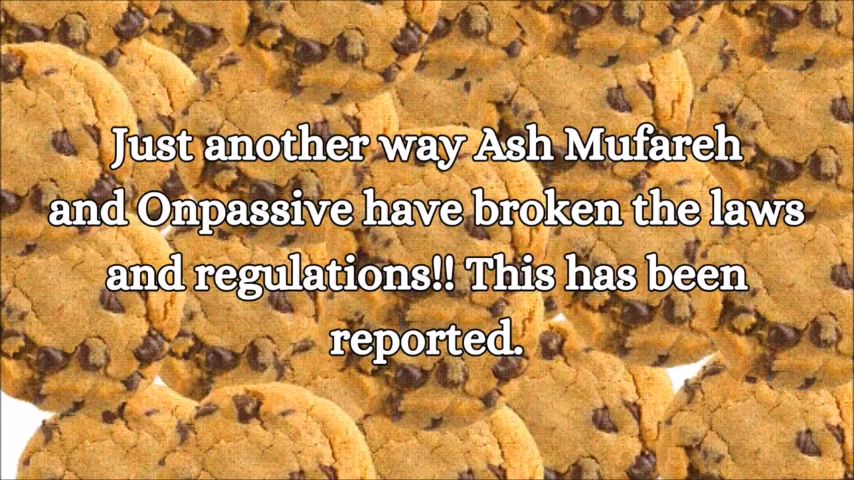 Just another way Ash Mufareh
and Onpassive have broken the laws
and regulations!! This has been
reported.